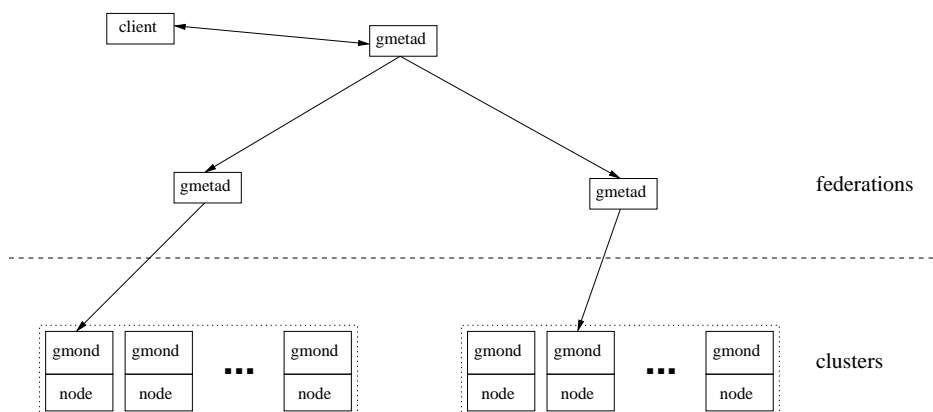 client
gmetad
gmetad
gmetad
federations
gmond gmond ... gmond gmond gmond ... gmond
clusters
node node node node node node